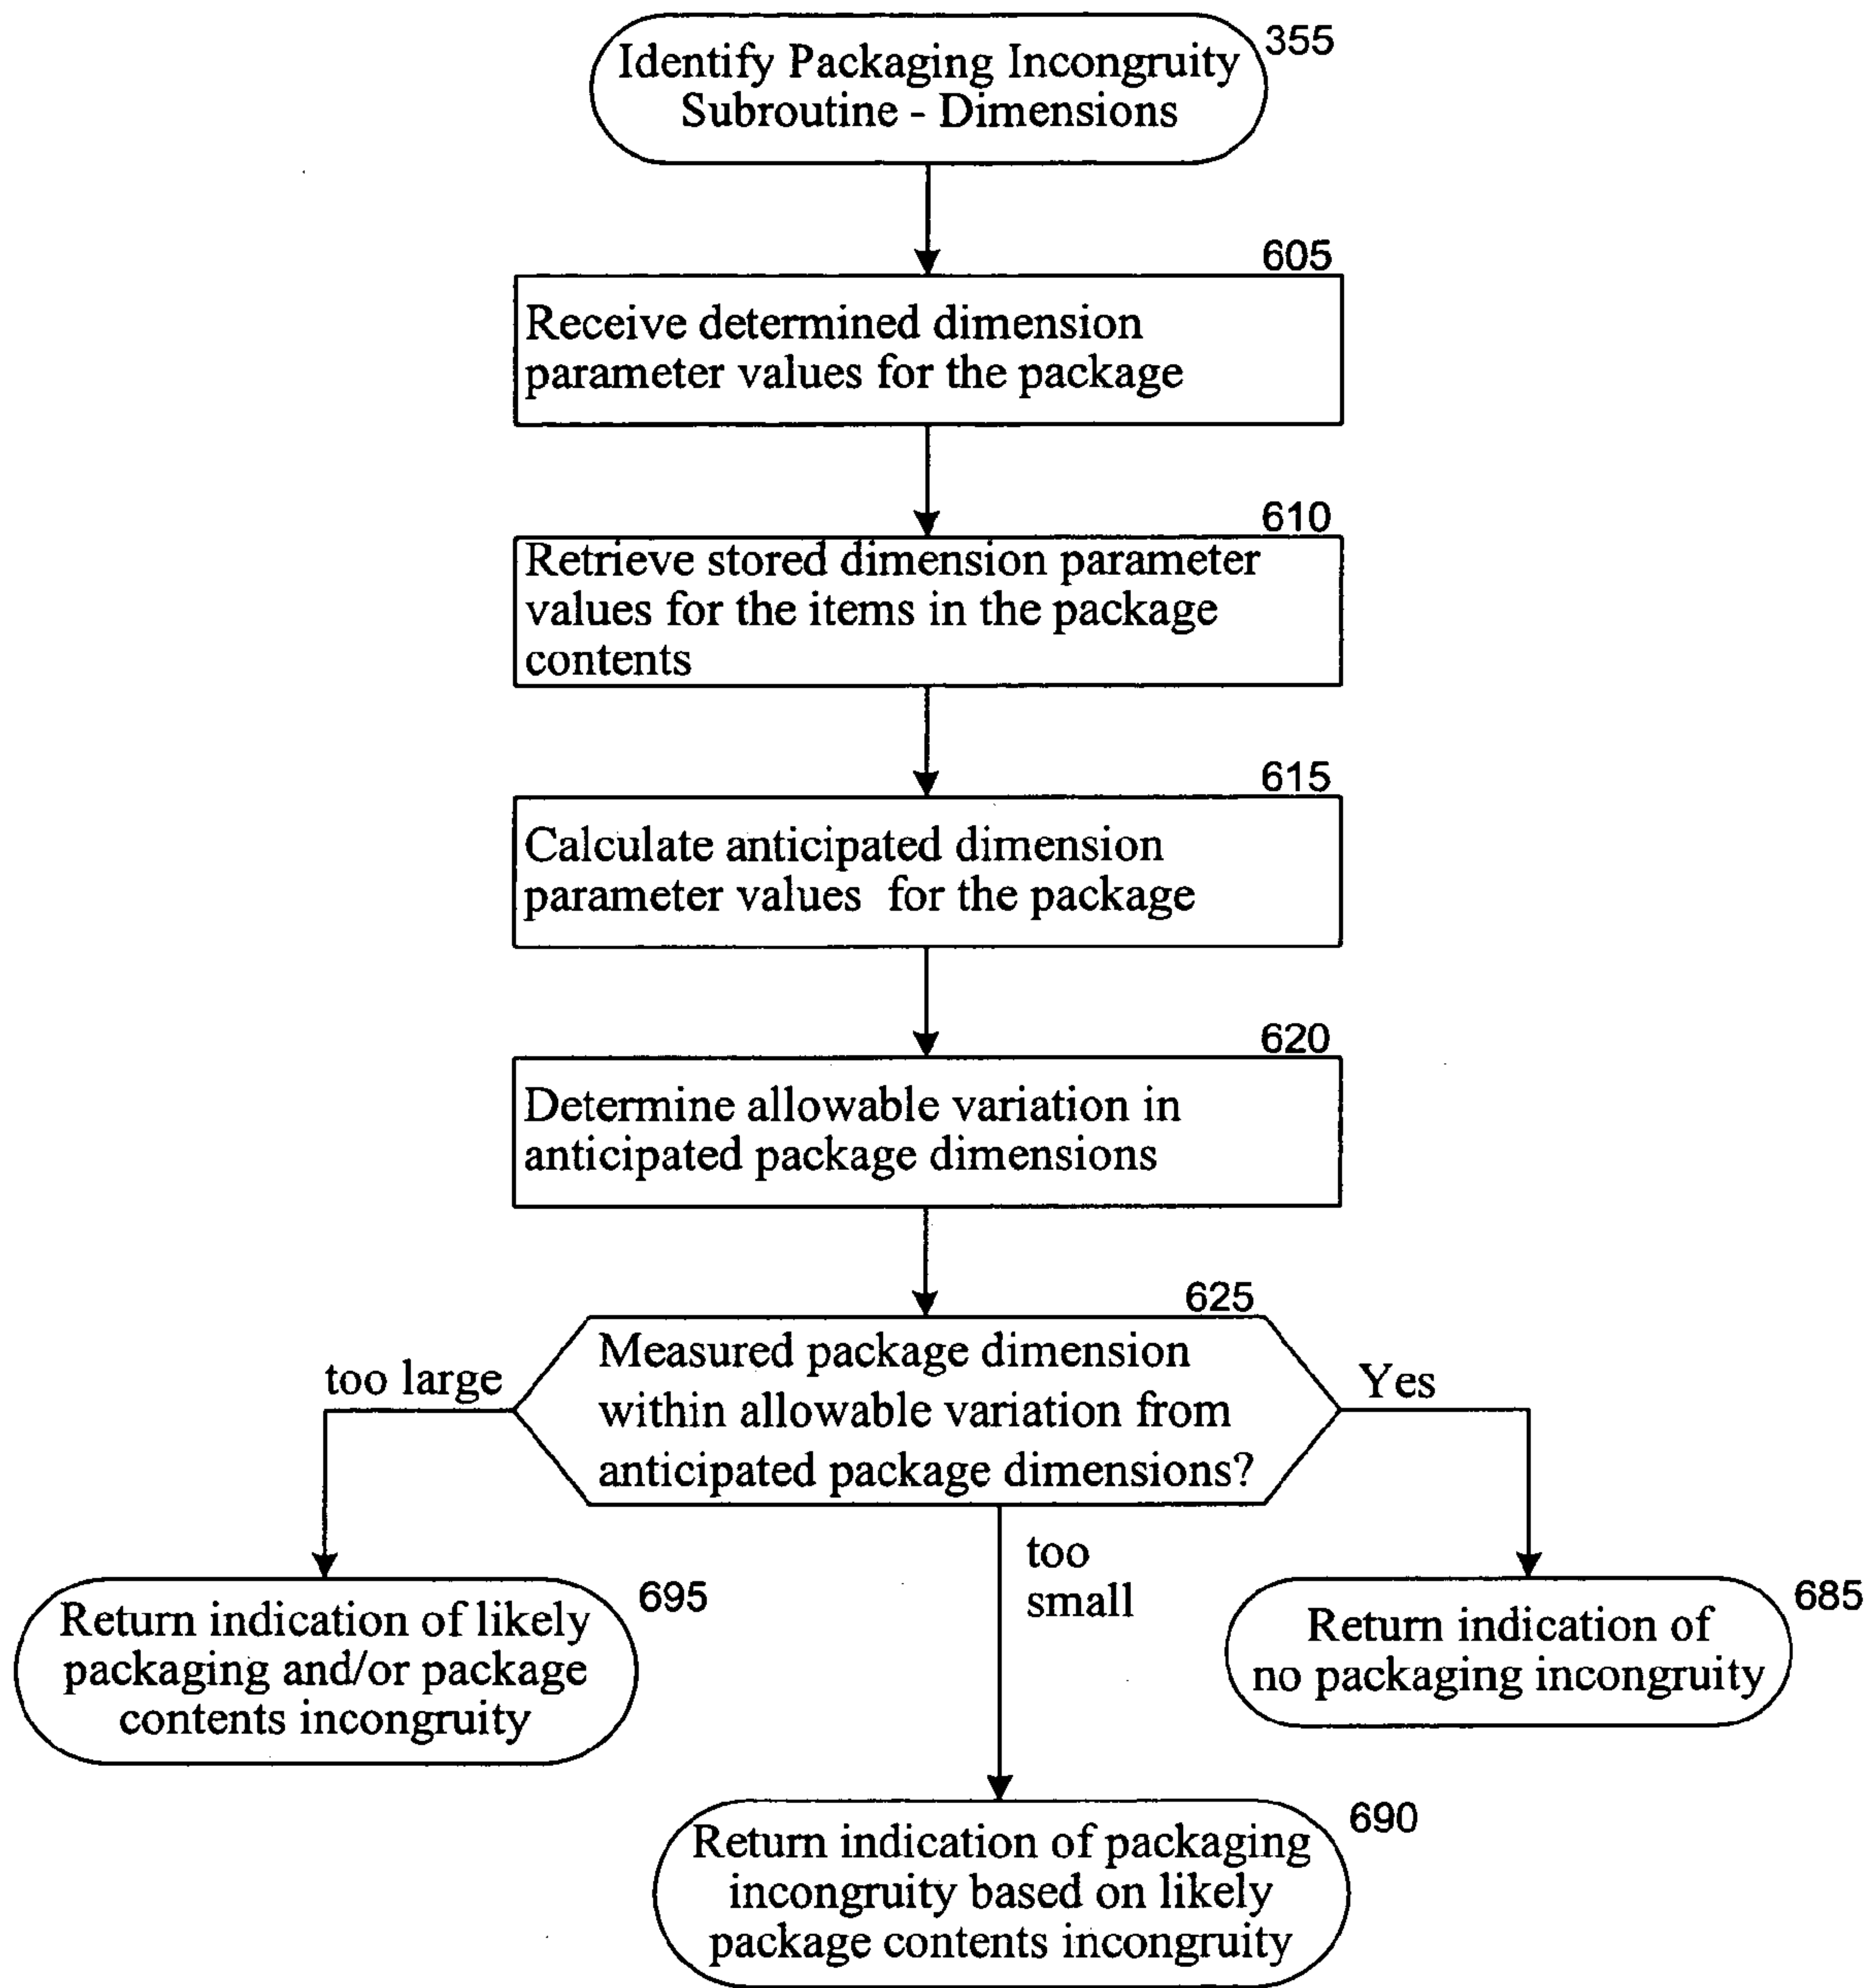 Identify Packaging Incongruity
Subroutine - Dimensions
355
605
Receive determined dimension
parameter values for the package
610
Retrieve stored dimension parameter
values for the items in the package
contents
615
Calculate anticipated dimension
parameter values for the package
620
Determine allowable variation in
anticipated package dimensions
625
Measured package dimension
within allowable variation from
anticipated package dimensions?
too large
Yes
too
small
695
Return indication of likely
packaging and/or package
contents incongruity
685
Return indication of
no packaging incongruity
690
Return indication of packaging
incongruity based on likely
package contents incongruity